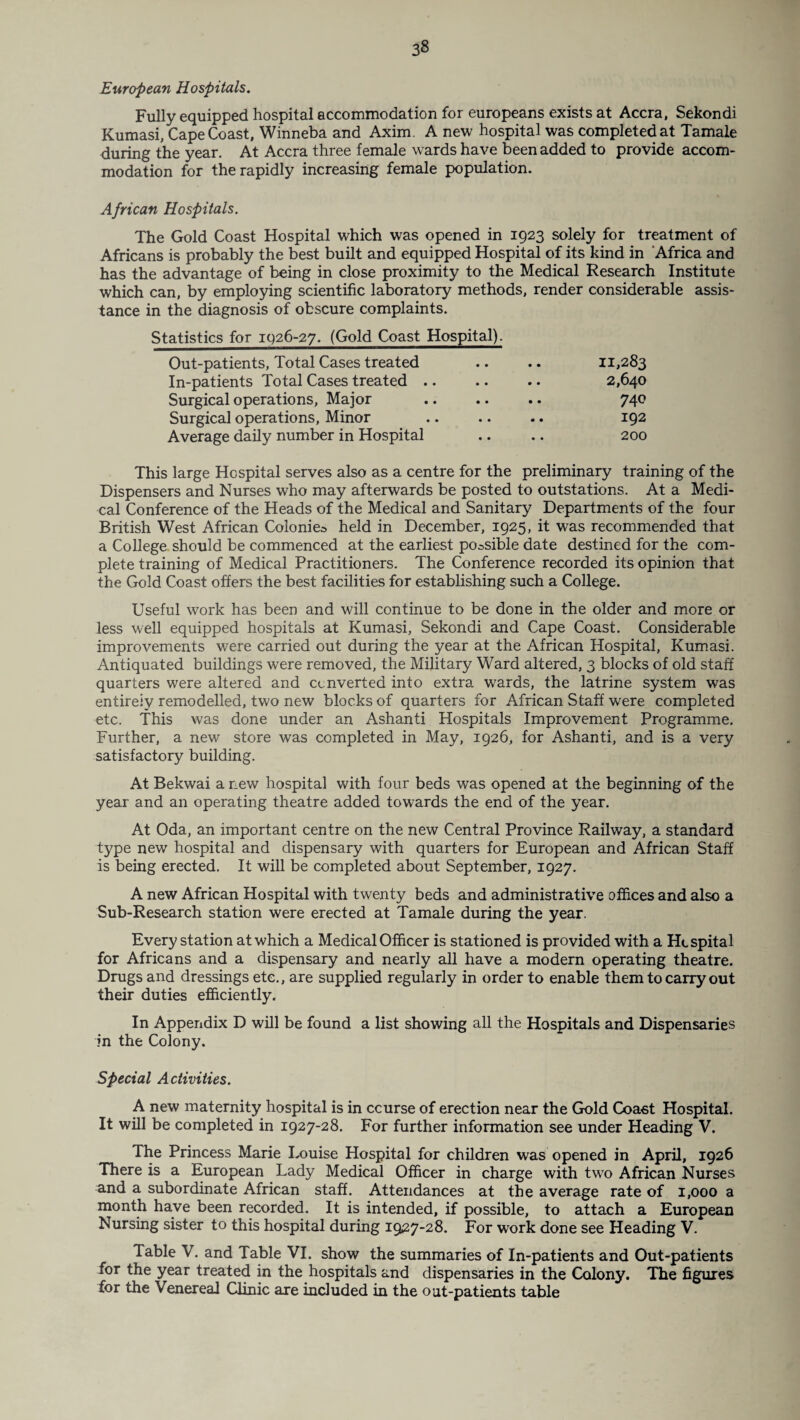 38
European Hospitals.
Fully equipped hospital accommodation for europeans exists at Accra, Sekondi
Kumasi, Cape Coast, Winneba and Axim. A new hospital was completed at Tamale
during the year. At Accra three female wards have been added to provide accom-
modation for the rapidly increasing female population.
African Hospitals.
The Gold Coast Hospital which was opened in 1923 solely for treatment of
Africans is probably the best built and equipped Hospital of its kind in Africa and
has the advantage of being in close proximity to the Medical Research Institute
which can, by employing scientific laboratory methods, render considerable assis-
tance in the diagnosis of obscure complaints.
Statistics for 1926-27. (Gold Coast Hospital).
Out-patients, Total Cases treated .. .. 11,283
In-patients Total Cases treated .. .. .. 2,640
Surgical operations, Major .. .. .. 740
Surgical operations, Minor .. .. .. 192
Average daily number in Hospital .. .. 200
This large Hospital serves also as a centre for the preliminary training of the
Dispensers and Nurses who may afterwards be posted to outstations. At a Medi-
cal Conference of the Heads of the Medical and Sanitary Departments of the four
British West African Colonies held in December, 1925, it was recommended that
a College should be commenced at the earliest possible date destined for the com-
plete training of Medical Practitioners. The Conference recorded its opinion that
the Gold Coast offers the best facilities for establishing such a College.
Useful work has been and will continue to be done in the older and more or
less well equipped hospitals at Kumasi, Sekondi and Cape Coast. Considerable
improvements were carried out during the year at the African Hospital, Kumasi.
Antiquated buildings were removed, the Military Ward altered, 3 blocks of old staff
quarters were altered and converted into extra wards, the latrine system was
entirely remodelled, two new blocks of quarters for African Staff were completed
etc. This was done under an Ashanti Hospitals Improvement Programme.
Further, a new store was completed in May, 1926, for Ashanti, and is a very
satisfactory building.
At Bekwai a new hospital with four beds was opened at the beginning of the
year and an operating theatre added towards the end of the year.
At Oda, an important centre on the new Central Province Railway, a standard
type new hospital and dispensary with quarters for European and African Staff
is being erected. It will be completed about September, 1927.
A new African Hospital with twenty beds and administrative offices and also a
Sub-Research station were erected at Tamale during the year.
Every station at which a Medical Officer is stationed is provided with a Hospital
for Africans and a dispensary and nearly all have a modern operating theatre.
Drugs and dressings etc., are supplied regularly in order to enable them to carry out
their duties efficiently.
In Appendix D will be found a list showing all the Hospitals and Dispensaries
in the Colony.
Special Activities.
A new maternity hospital is in course of erection near the Gold Coast Hospital.
It will be completed in 1927-28. For further information see under Heading V.
The Princess Marie Louise Hospital for children was opened in April, 1926
There is a European Lady Medical Officer in charge with two African Nurses
and a subordinate African staff. Attendances at the average rate of 1,000 a
month have been recorded. It is intended, if possible, to attach a European
Nursing sister to this hospital during 1927-28. For work done see Heading V.
Table V. and Table VI. show the summaries of In-patients and Out-patients
for the year treated in the hospitals and dispensaries in the Colony. The figures
for the Venereal Clinic are included in the out-patients table